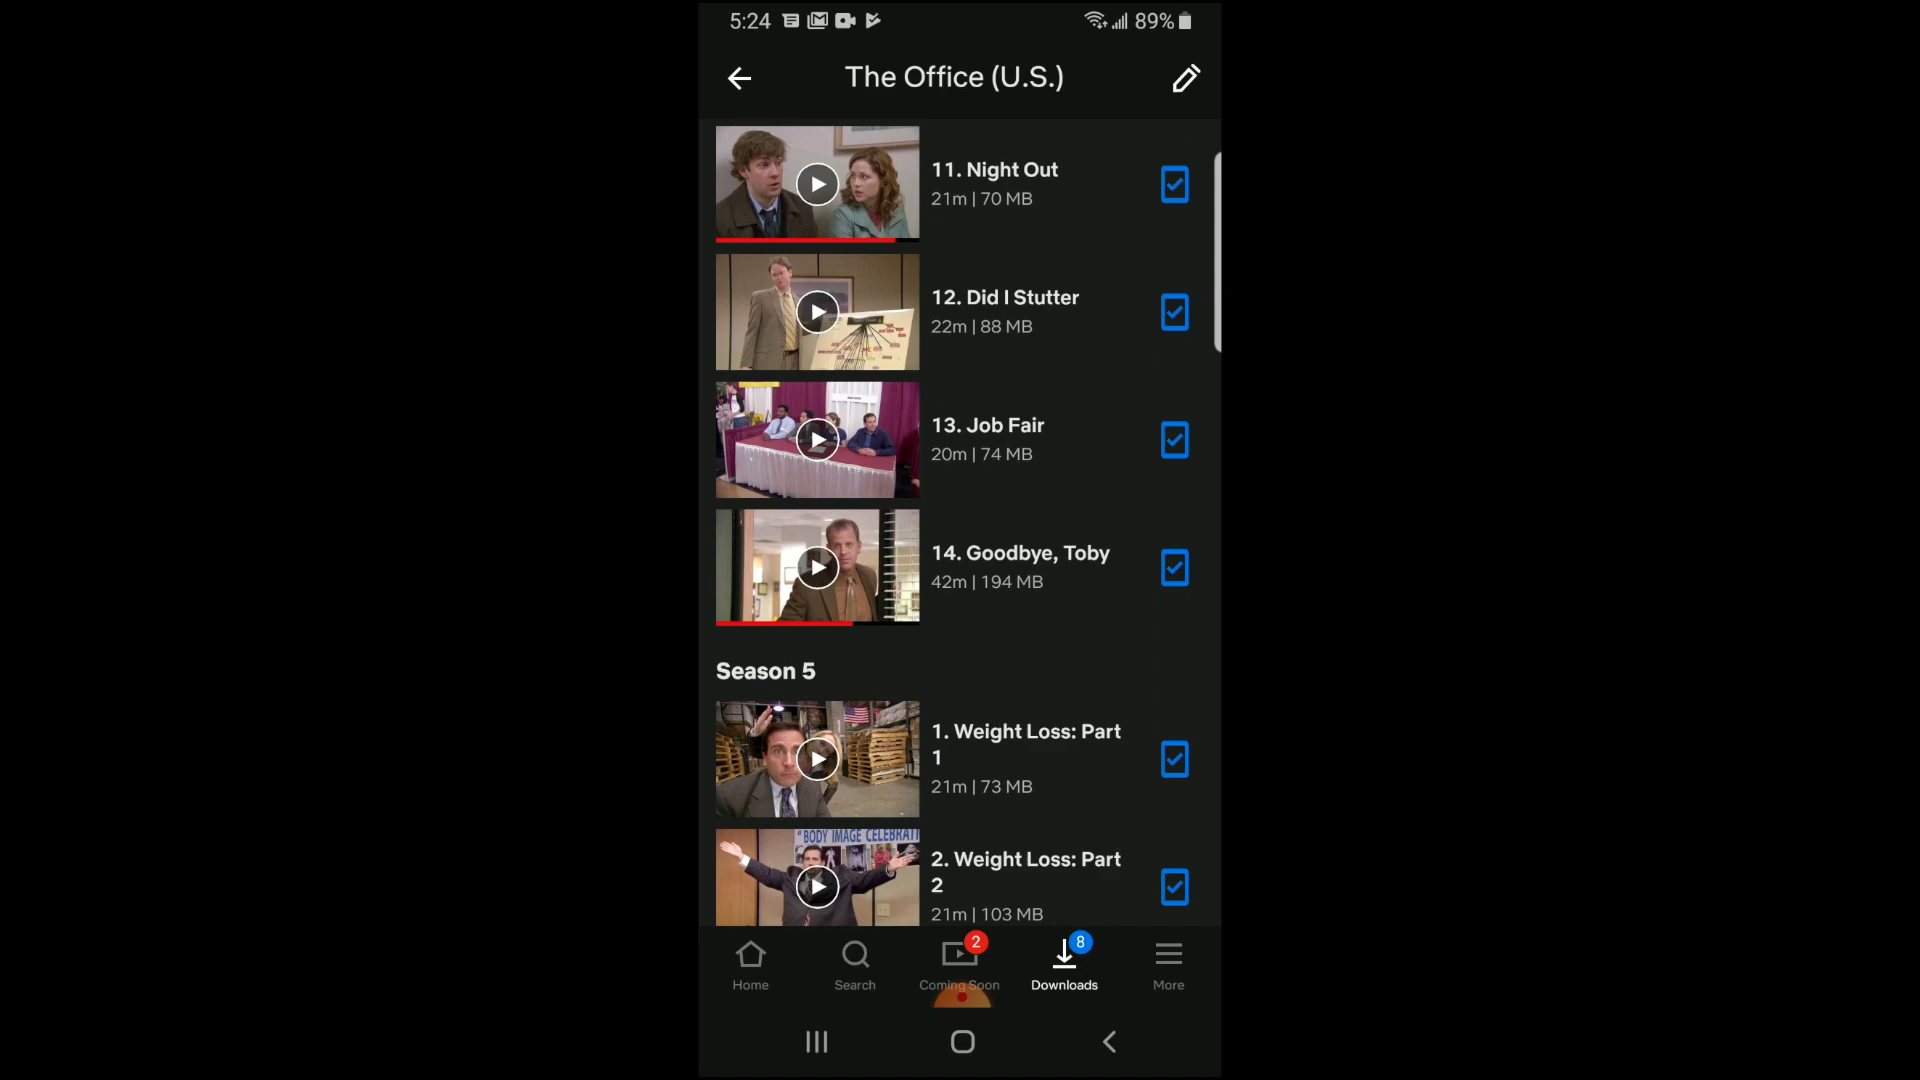 5:24
89%
The Office (U.S.)
11. Night Out
21m | 70 MB
12. Did I Stutter
22m | 88 MB
13. Job Fair
20m | 74 MB
14. Goodbye, Toby
42m | 194 MB
Season 5
1. Weight Loss: Part
1
21m | 73 MB
"BODY IMAGE CELEBRATI
2. Weight Loss: Part
2
21m | 103 MB
2
8
Home
Search
Coming Soon
Downloads
More